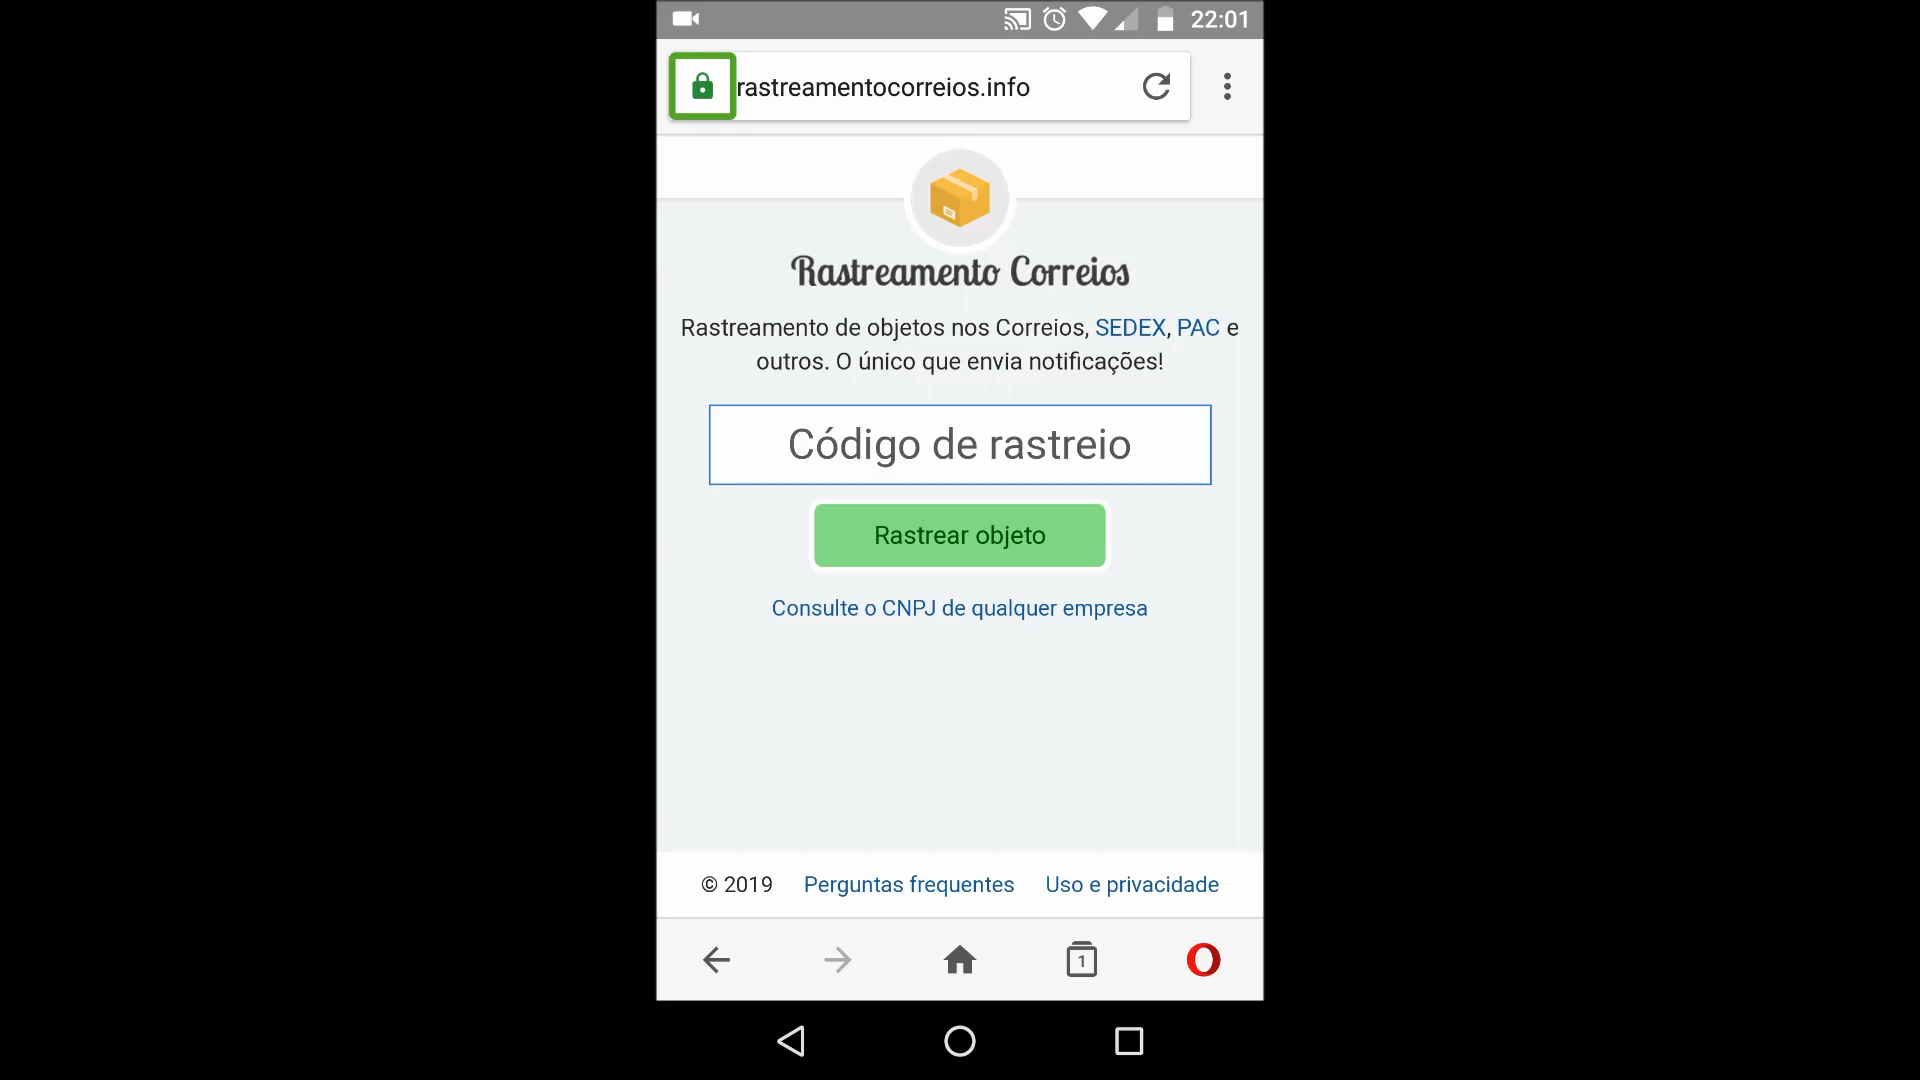 22:01
rastreamentocorreios.info
Rastreamento Correios
Rastreamento de objetos nos Correios, SEDEX, PAC e
outros. O único que envia notificações!
Código de rastreio
Rastrear objeto
Consulte o CNPJ de qualquer empresa
© 2019 Perguntas frequentes Uso e privacidade
1